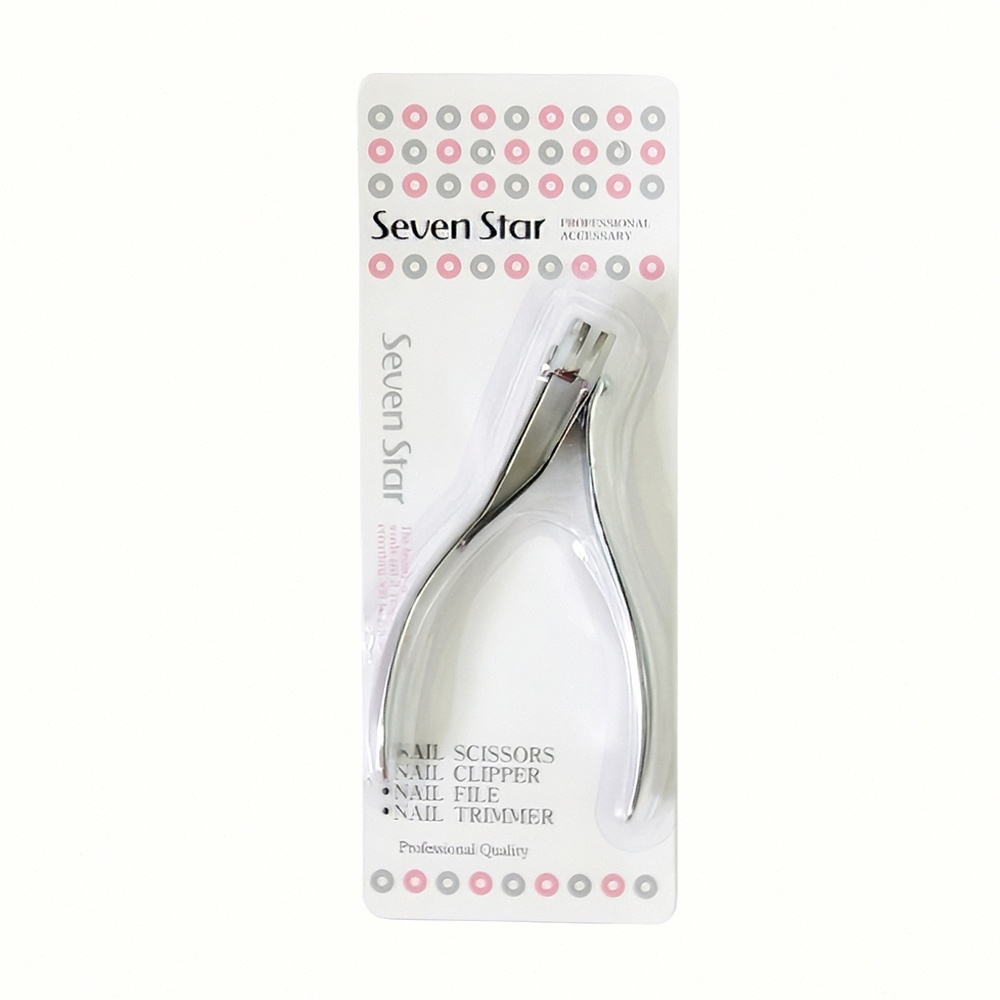 Seven Star
PROFESSIONAL
ACCESSARY
Seven Star
NAIL SCISSORS
NAIL CLIPPER
•NAIL FILE
•NAIL TRIMMER
Professional Quality